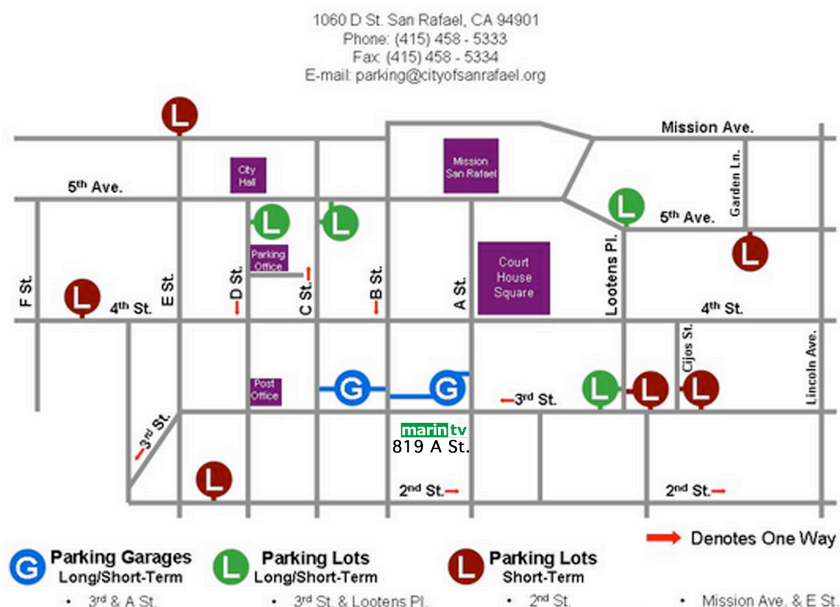 1060 D St. San Rafael, CA 94901
Phone: (415) 458 - 5333
Fax: (415) 458 - 5334
E-mail: parking@cityofsanrafael.org
L
Mission Ave.
City
Hall
Mission
San Rafael
Garden Ln.
5th Ave.
L
L
L
5th Ave.
Parking
Office
L
Court
House
Square
F St.
E St.
D St.
C St.
B St.
A St.
Lootens Pl.
L
4th St.
4th St.
Cijos St.
Lincoln Ave.
Post
Office
G
G
L
L
L
3rd St.
3rd St.
marin tv
819 A St.
L
2nd St.
2nd St.
Denotes One Way
G
Parking Garages
Long/Short-Term
• 3rd & A St.
L
Parking Lots
Long/Short-Term
• 3rd St. & Lootens Pl.
L
Parking Lots
Short-Term
• 2nd St.
• Mission Ave. & E St.